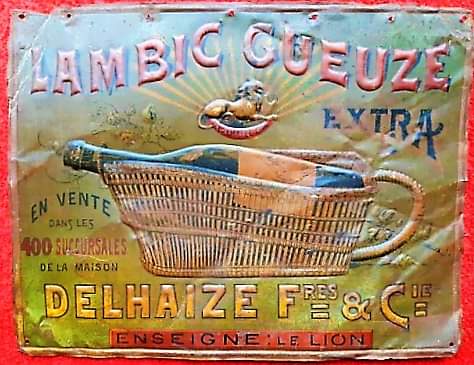 LAMBIC GUEUZE
EXTRA
EN VENTE
DANS LES
400 SUCCURSALES
DE LA MAISON
DELHAIZE FRES & CIE
ENSEIGNE: LE LION